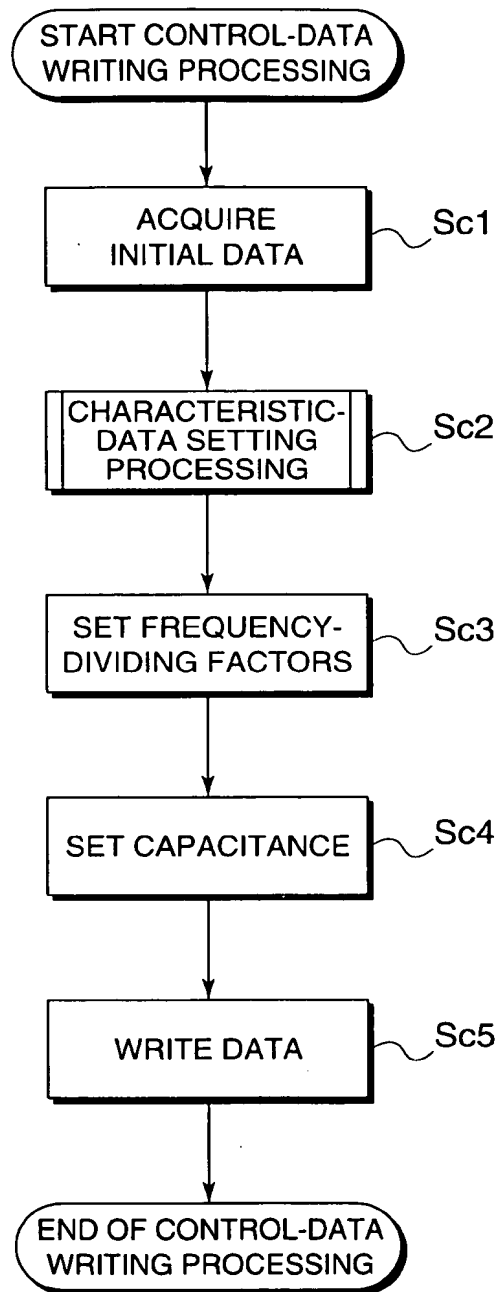 START CONTROL-DATA
WRITING PROCESSING
ACQUIRE
INITIAL DATA
Sc1
CHARACTERISTIC-
DATA SETTING
PROCESSING
Sc2
SET FREQUENCY-
DIVIDING FACTORS
Sc3
SET CAPACITANCE
Sc4
WRITE DATA
Sc5
END OF CONTROL-DATA
WRITING PROCESSING